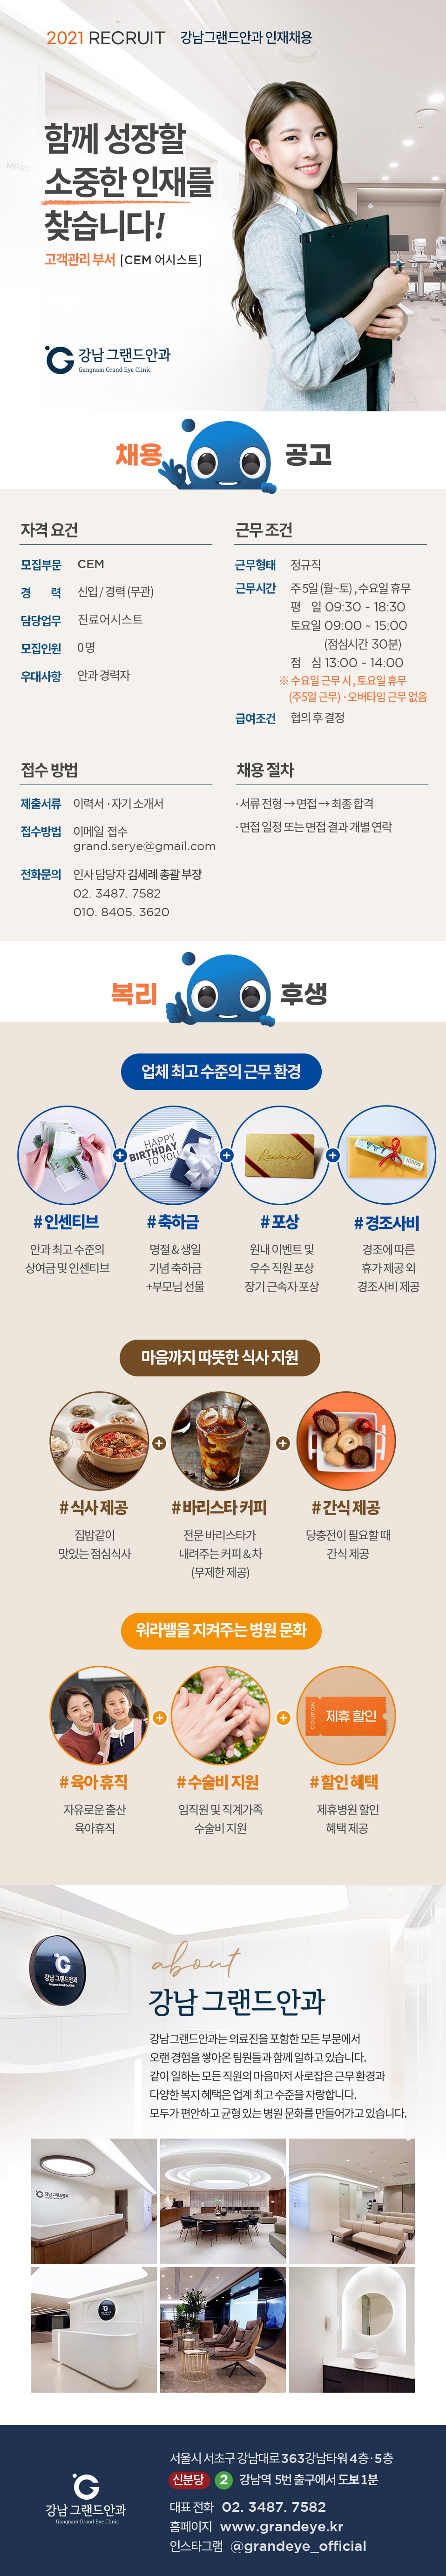 2021 RECRUIT 강남그랜드안과 인재채용
함께 성장할
소중한 인재를
찾습니다!
고객관리 부서 [CEM 어시스트]
강남 그랜드안과
Gangnam Grand Eye Clinic
채용 공고
자격 요건
모집부문 CEM
경 력 신입 / 경력 (무관)
담당업무 진료어시스트
모집인원 0명
우대사항 안과 경력자
근무 조건
근무형태 정규직
근무시간 주 5일 (월~토) , 수요일 휴무
평 일 09:30 ~ 18:30
토요일 09:00 ~ 15:00
(점심시간 30분)
점 심 13:00 ~ 14:00
※ 수요일 근무 시 , 토요일 휴무
(주5일 근무) · 오버타임 근무 없음
급여조건 협의 후 결정
접수 방법
제출서류 이력서 · 자기 소개서
접수방법 이메일 접수
grand.serye@gmail.com
전화문의 인사 담당자 김세례 총괄 부장
02. 3487. 7582
010. 8405. 3620
채용 절차
· 서류 전형 → 면접 → 최종 합격
· 면접 일정 또는 면접 결과 개별 연락
복리 후생
업체 최고 수준의 근무 환경
HAPPY
BIRTHDAY
TO YOU
Reward
# 인센티브
안과 최고 수준의
상여금 및 인센티브
# 축하금
명절 & 생일
기념 축하금
+부모님 선물
# 포상
원내 이벤트 및
우수 직원 포상
장기 근속자 포상
# 경조사비
경조에 따른
휴가 제공 외
경조사비 제공
마음까지 따뜻한 식사 지원
# 식사 제공
집밥같이
맛있는 점심식사
# 바리스타 커피
전문 바리스타가
내려주는 커피 & 차
(무제한 제공)
# 간식 제공
당충전이 필요할 때
간식 제공
워라밸을 지켜주는 병원 문화
COUPON
제휴 할인
# 육아 휴직
자유로운 출산
육아휴직
# 수술비 지원
임직원 및 직계가족
수술비 지원
# 할인 혜택
제휴병원 할인
혜택 제공
강남 그랜드안과
Gangnam Grand Eye Clinic
about
강남 그랜드안과
강남그랜드안과는 의료진을 포함한 모든 부문에서
오랜 경험을 쌓아온 팀원들과 함께 일하고 있습니다.
같이 일하는 모든 직원의 마음마저 사로잡은 근무 환경과
다양한 복지 혜택은 업계 최고 수준을 자랑합니다.
모두가 편안하고 균형 있는 병원 문화를 만들어가고 있습니다.
강남 그랜드안과
강남 그랜드안과
Gangnam Grand Eye Clinic
서울시 서초구 강남대로 363 강남타워 4층 · 5층
신분당 2 강남역 5번 출구에서 도보 1분
대표 전화 02. 3487. 7582
홈페이지 www.grandeye.kr
인스타그램 @grandeye_official